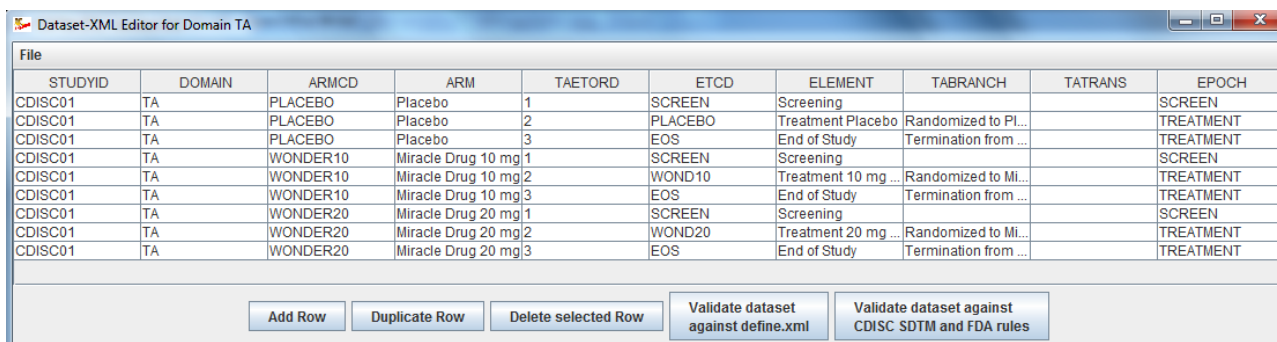 Dataset-XML Editor for Domain TA
File
STUDYID DOMAIN ARMCD ARM TAETORD ETCD ELEMENT TABRANCH TATRANS EPOCH
CDISC01 TA PLACEBO Placebo 1 SCREEN Screening SCREEN
CDISC01 TA PLACEBO Placebo 2 PLACEBO Treatment Placebo Randomized to Pl... TREATMENT
CDISC01 TA PLACEBO Placebo 3 EOS End of Study Termination from ... TREATMENT
CDISC01 TA WONDER10 Miracle Drug 10 mg 1 SCREEN Screening SCREEN
CDISC01 TA WONDER10 Miracle Drug 10 mg 2 WOND10 Treatment 10 mg ... Randomized to Mi... TREATMENT
CDISC01 TA WONDER10 Miracle Drug 10 mg 3 EOS End of Study Termination from ... TREATMENT
CDISC01 TA WONDER20 Miracle Drug 20 mg 1 SCREEN Screening SCREEN
CDISC01 TA WONDER20 Miracle Drug 20 mg 2 WOND20 Treatment 20 mg ... Randomized to Mi... TREATMENT
CDISC01 TA WONDER20 Miracle Drug 20 mg 3 EOS End of Study Termination from ... TREATMENT
Add Row Duplicate Row Delete selected Row
Validate dataset
against define.xml
Validate dataset against
CDISC SDTM and FDA rules